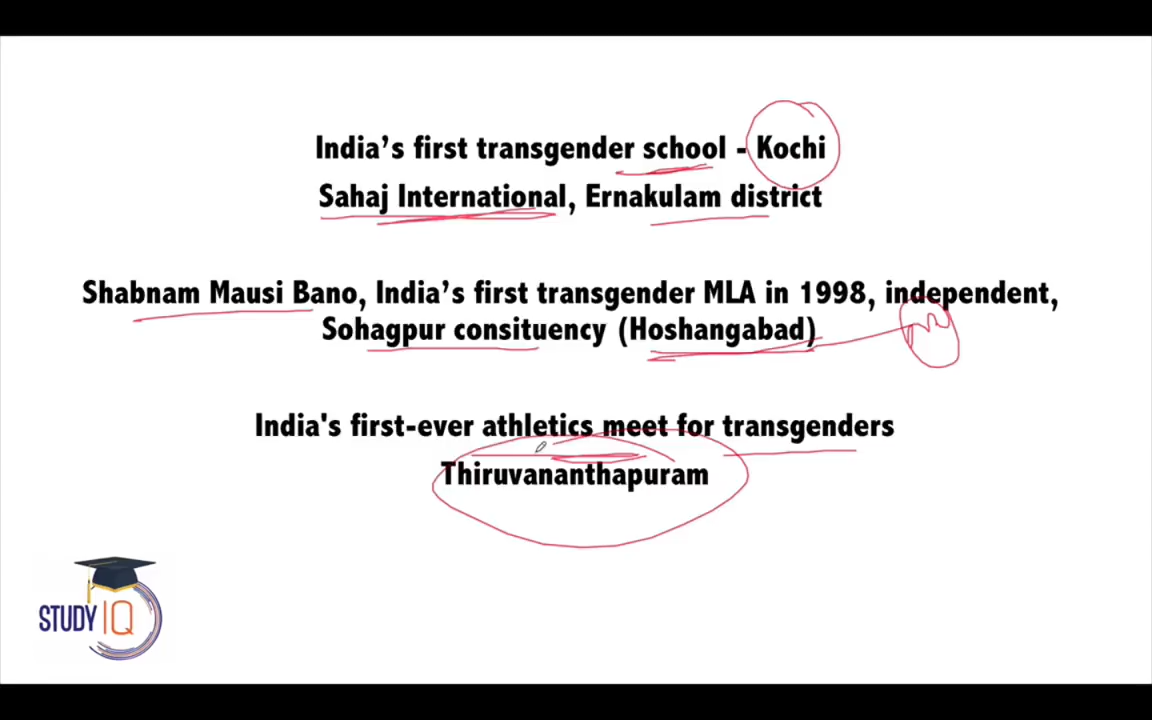 India’s first transgender school - Kochi
Sahaj International, Ernakulam district
Shabnam Mausi Bano, India’s first transgender MLA in 1998, independent,
Sohagpur consituency (Hoshangabad)
India's first-ever athletics meet for transgenders
Thiruvananthapuram
STUDY IQ